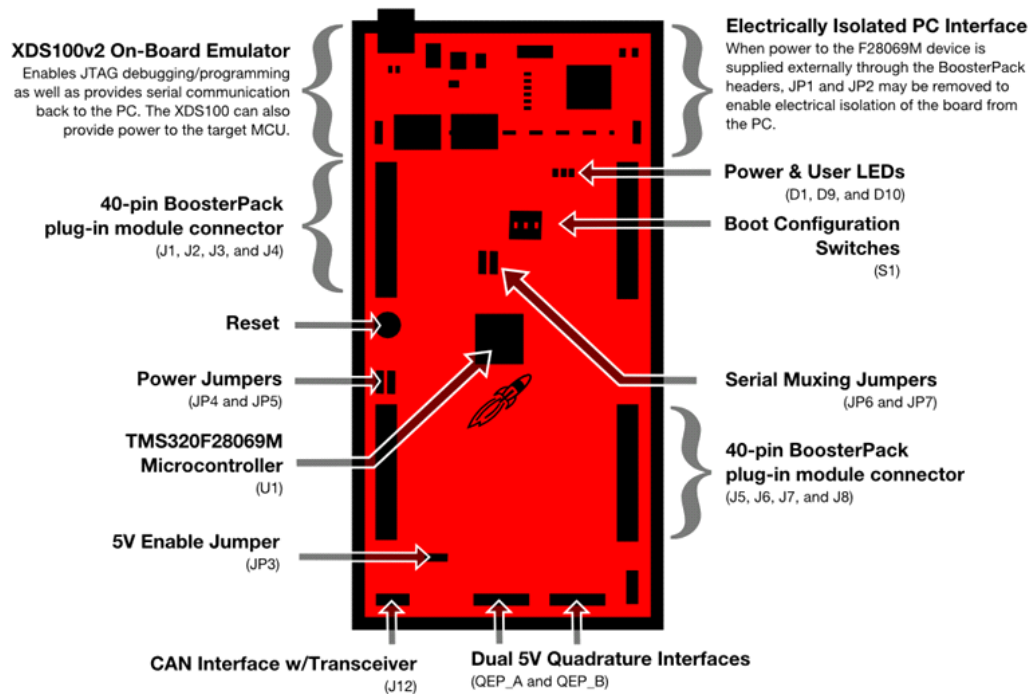 XDS100v2 On-Board Emulator
Enables JTAG debugging/programming
as well as provides serial communication
back to the PC. The XDS100 can also
provide power to the target MCU.
40-pin BoosterPack
plug-in module connector
(J1, J2, J3, and J4)
Reset
Power Jumpers
(JP4 and JP5)
TMS320F28069M
Microcontroller
(U1)
5V Enable Jumper
(JP3)
CAN Interface w/Transceiver
(J12)
Dual 5V Quadrature Interfaces
(QEP_A and QEP_B)
Electrically Isolated PC Interface
When power to the F28069M device is
supplied externally through the BoosterPack
headers, JP1 and JP2 may be removed to
enable electrical isolation of the board from
the PC.
Power & User LEDs
(D1, D9, and D10)
Boot Configuration
Switches
(S1)
Serial Muxing Jumpers
(JP6 and JP7)
40-pin BoosterPack
plug-in module connector
(J5, J6, J7, and J8)